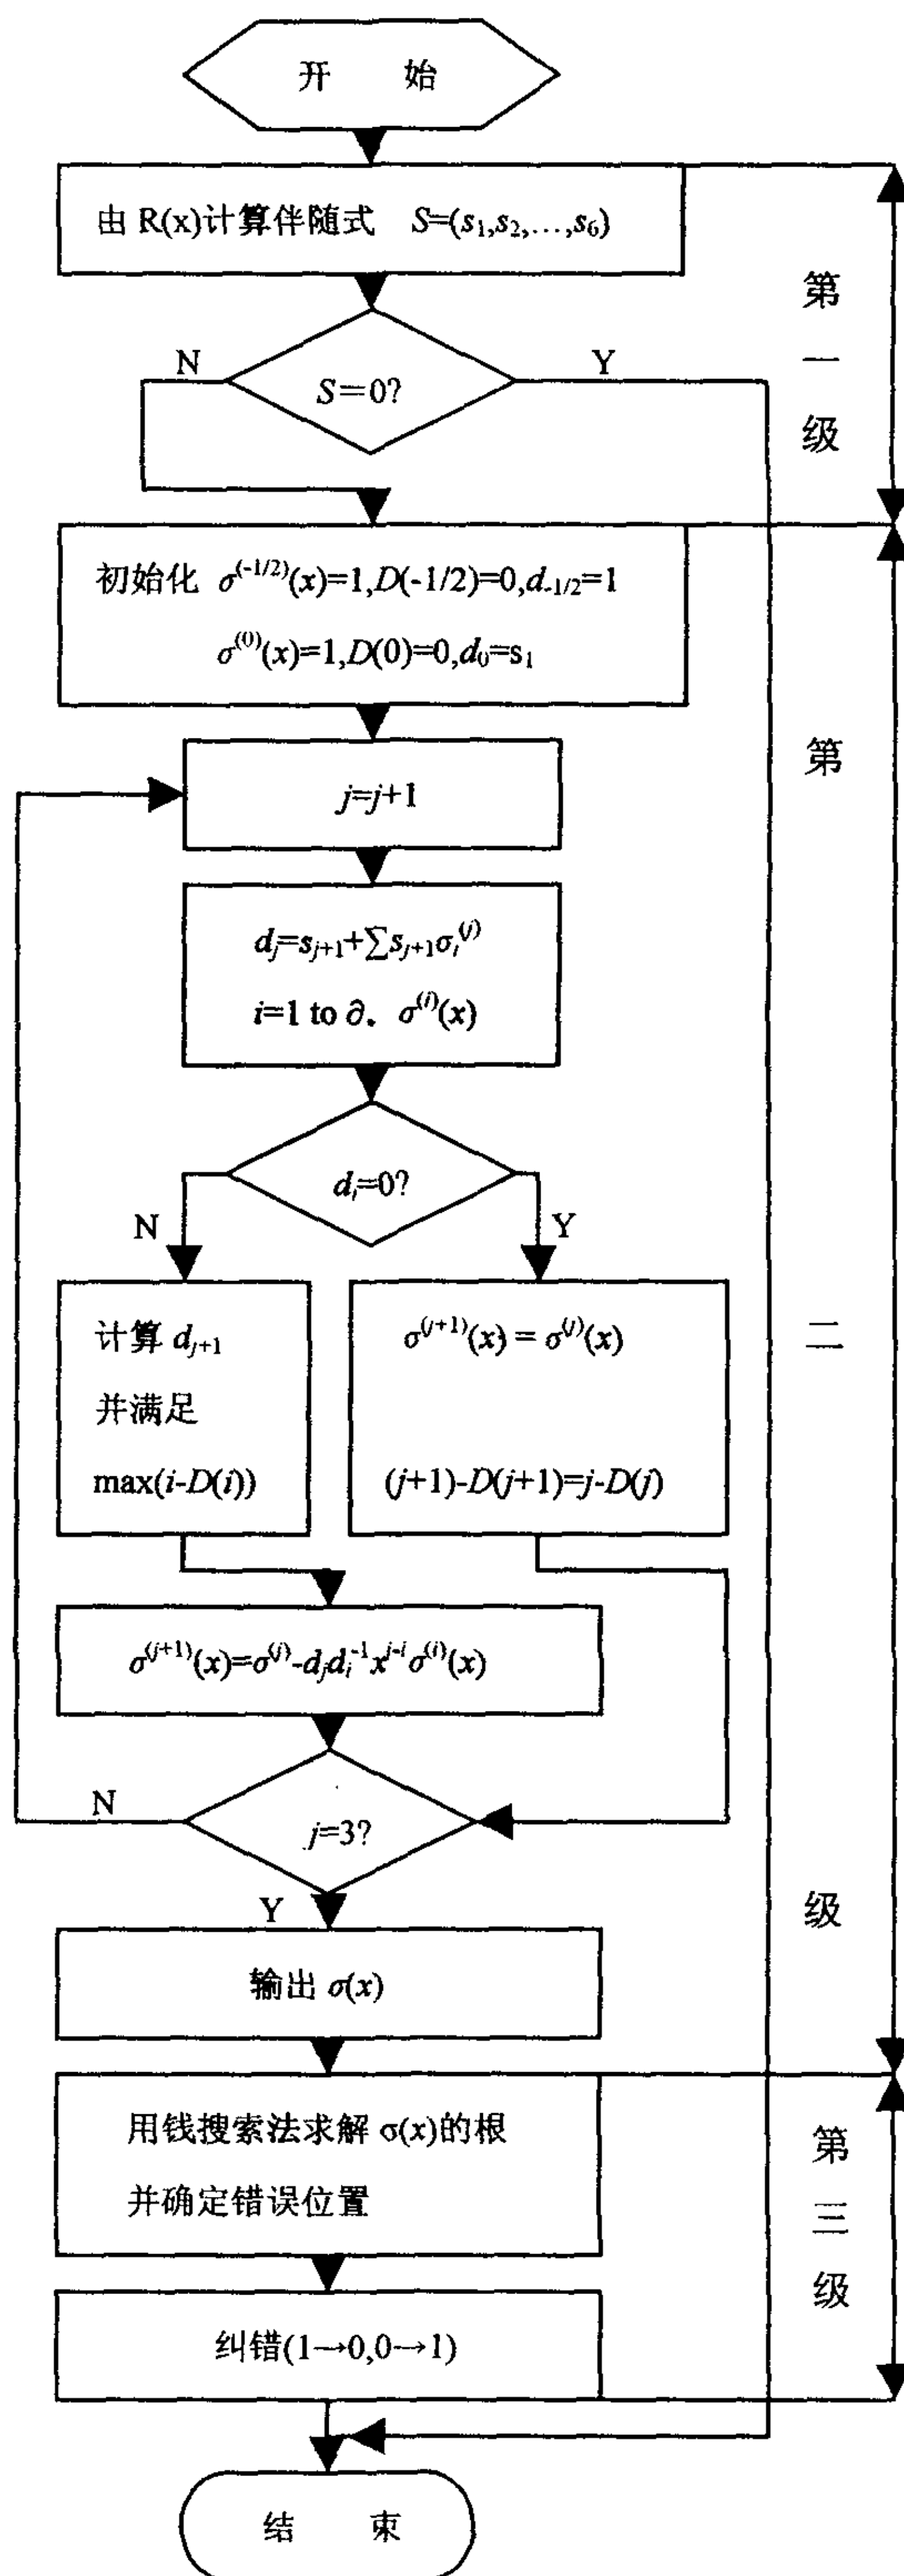 开 始
由 R(x)计算伴随式 S=(s₁,s₂,…,s₆)
N
Y
S=0?
第
一
级
初始化 σ⁽⁻¹ᐟ²⁾(x)=1,D(-1/2)=0,d₋₁/₂=1
σ⁽⁰⁾(x)=1,D(0)=0,d₀=s₁
j=j+1
第
dⱼ=sⱼ₊₁+∑sⱼ₊₁σᵢ⁽ʲ⁾
i=1 to ∂. σ⁽ⁱ⁾(x)
dᵢ=0?
N
Y
计算 dⱼ₊₁
并满足
max(i-D(i))
σ⁽ʲ⁺¹⁾(x) = σ⁽ʲ⁾(x)
(j+1)-D(j+1)=j-D(j)
二
σ⁽ʲ⁺¹⁾(x)=σ⁽ʲ⁾-dⱼdᵢ⁻¹xʲ⁻ⁱσ⁽ⁱ⁾(x)
N
j=3?
Y
级
输出 σ(x)
用钱搜索法求解 σ(x)的根
并确定错误位置
第
三
级
纠错(1→0,0→1)
结 束